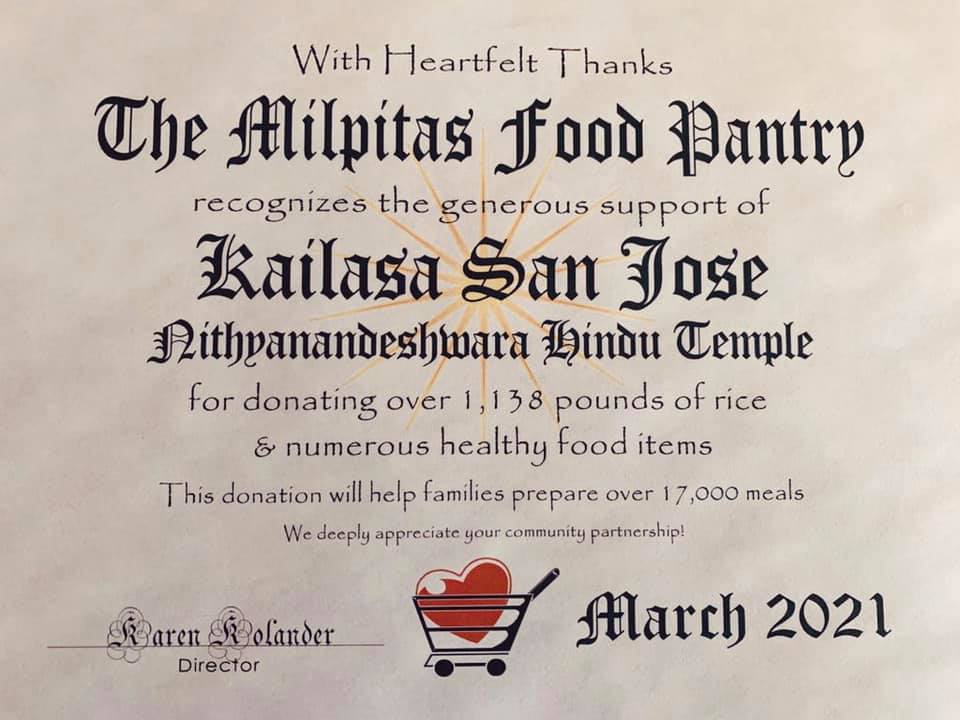 With Heartfelt Thanks
The Milpitas Food Pantry
recognizes the generous support of
Kailasa San Jose
Nithyanandeshwara Hindu Temple
for donating over 1,138 pounds of rice
& numerous healthy food items
This donation will help families prepare over 17,000 meals
We deeply appreciate your community partnership!
Karen Kolander
Director
March 2021